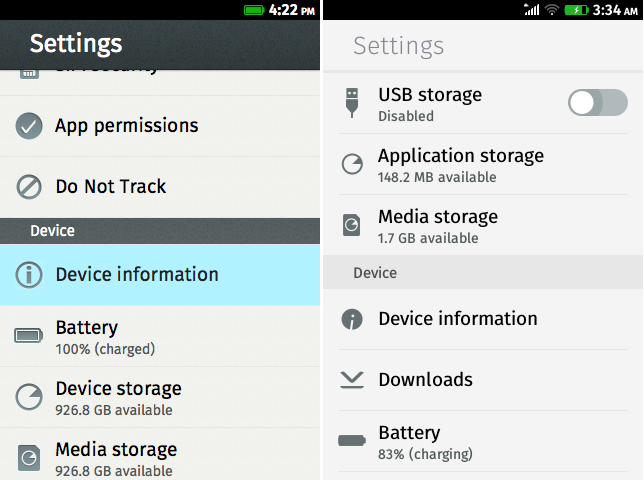 4:22 PM
Settings
App permissions
Do Not Track
Device
Device information
Battery
100% (charged)
Device storage
926.8 GB available
Media storage
926.8 GB available
3:34 AM
Settings
USB storage
Disabled
Application storage
148.2 MB available
Media storage
1.7 GB available
Device
Device information
Downloads
Battery
83% (charging)